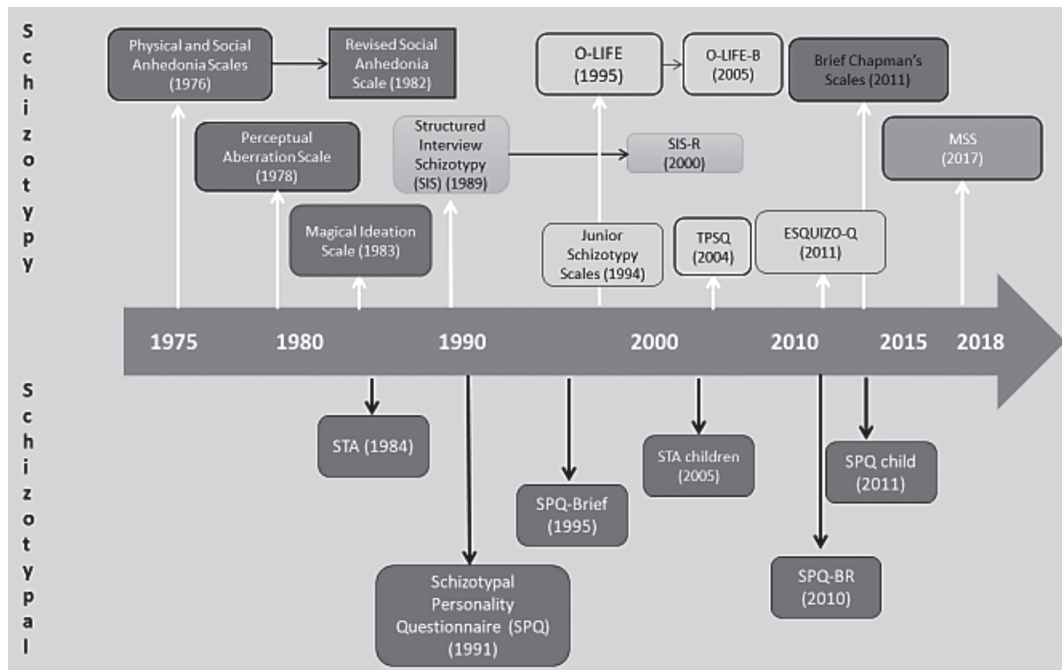 Schizotypy
Physical and Social
Anhedonia Scales
(1976)
Revised Social
Anhedonia
Scale (1982)
O-LIFE
(1995)
O-LIFE-B
(2005)
Brief Chapman's
Scales (2011)
Perceptual
Aberration Scale
(1978)
Structured
Interview
Schizotypy
(SIS) (1989)
SIS-R
(2000)
MSS
(2017)
Magical Ideation
Scale (1983)
Junior
Schizotypy
Scales (1994)
TPSQ
(2004)
ESQUIZO-Q
(2011)
1975 1980 1990 2000 2010 2015 2018
Schizotypal
STA (1984)
STA children
(2005)
SPQ child
(2011)
SPQ-Brief
(1995)
SPQ-BR
(2010)
Schizotypal
Personality
Questionnaire (SPQ)
(1991)